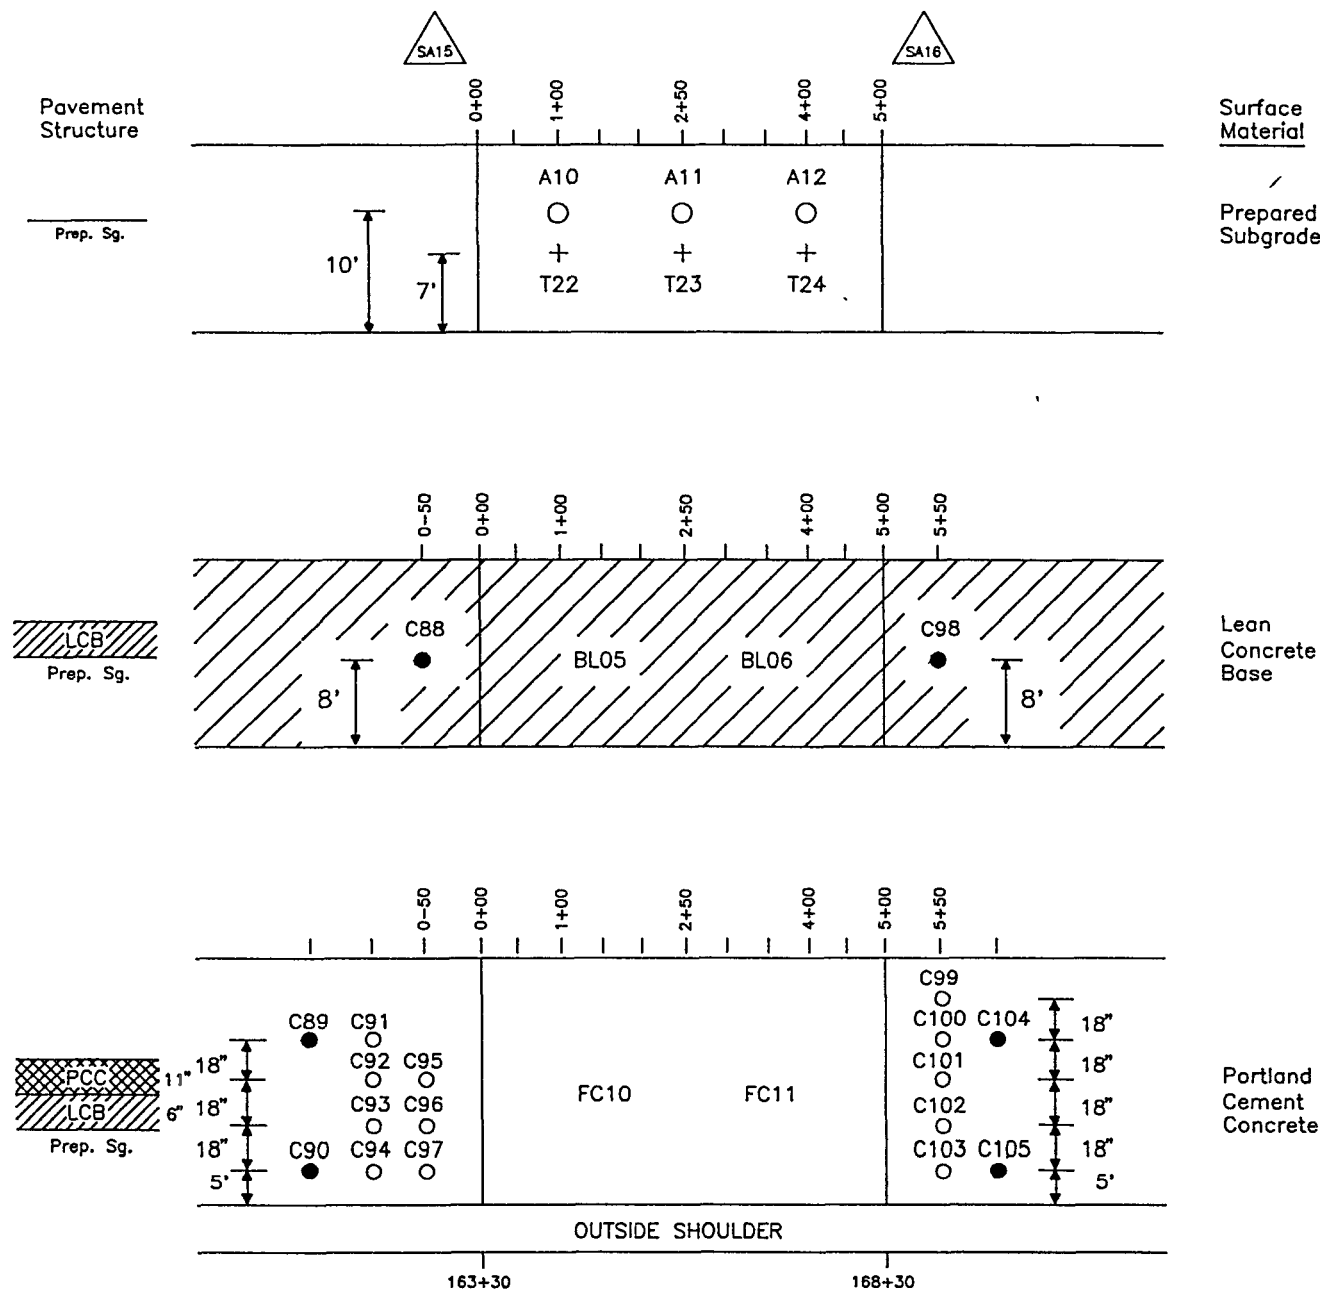 SA15
SA16
Pavement
Structure
0+00
1+00
2+50
4+00
5+00
Surface
Material
A10
A11
A12
Prep. Sg.
Prepared
Subgrade
10'
7'
T22
T23
T24
0-50
0+00
1+00
2+50
4+00
5+00
5+50
LCB
Prep. Sg.
C88
BL05
BL06
C98
8'
8'
Lean
Concrete
Base
0-50
0+00
1+00
2+50
4+00
5+00
5+50
C99
C89
C91
C100
C104
18"
18"
C92
C95
C101
PCC
11"
18"
18"
LCB
6"
C93
C96
FC10
FC11
C102
18"
18"
Prep. Sg.
C90
C94
C97
C103
C105
18"
5'
5'
Portland
Cement
Concrete
OUTSIDE SHOULDER
163+30
168+30